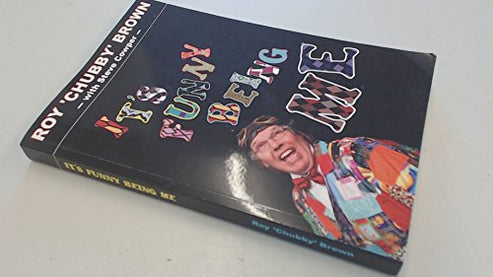 ROY 'CHUBBY' BROWN
with Steve Cowper
IT'S
FUNNY
BEING
ME
IT'S FUNNY BEING ME
Roy 'Chubby' Brown